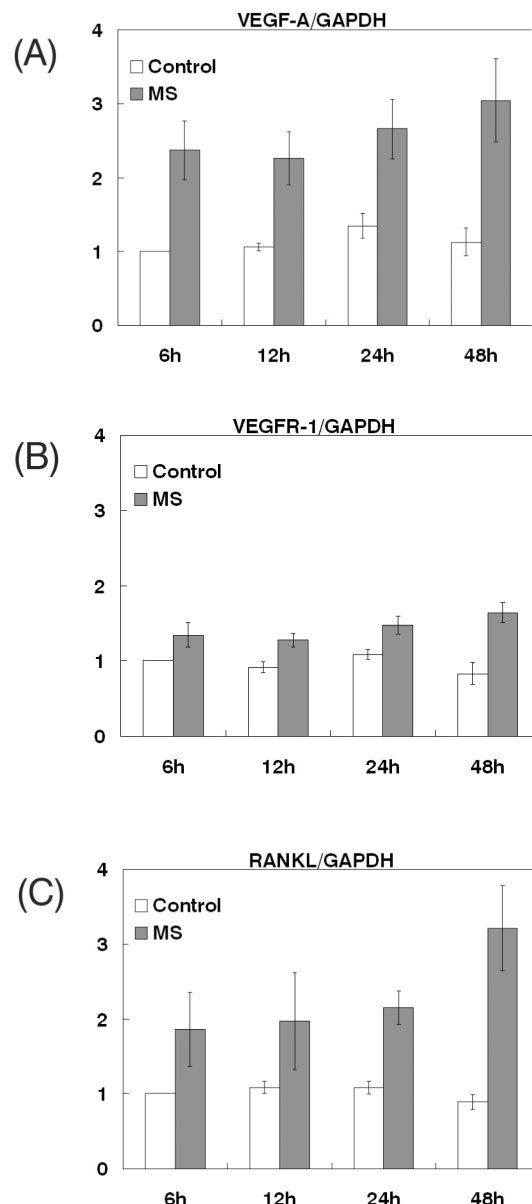 VEGF-A/GAPDH
(A)
4
3
2
1
0
Control
MS
6h 12h 24h 48h
VEGFR-1/GAPDH
(B)
4
3
2
1
0
Control
MS
6h 12h 24h 48h
RANKL/GAPDH
(C)
4
3
2
1
0
Control
MS
6h 12h 24h 48h